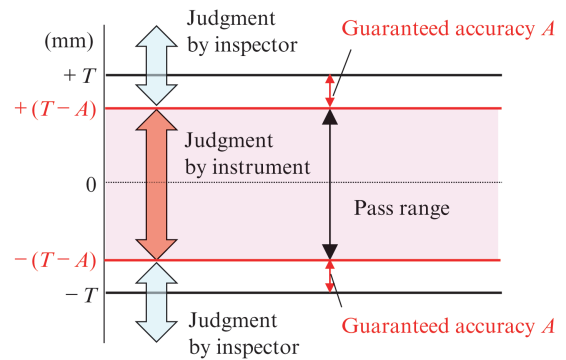 Judgment
by inspector
Guaranteed accuracy A
(mm)
+T
+(T−A)
Judgment
by instrument
0
Pass range
−(T−A)
−T
Judgment
by inspector
Guaranteed accuracy A